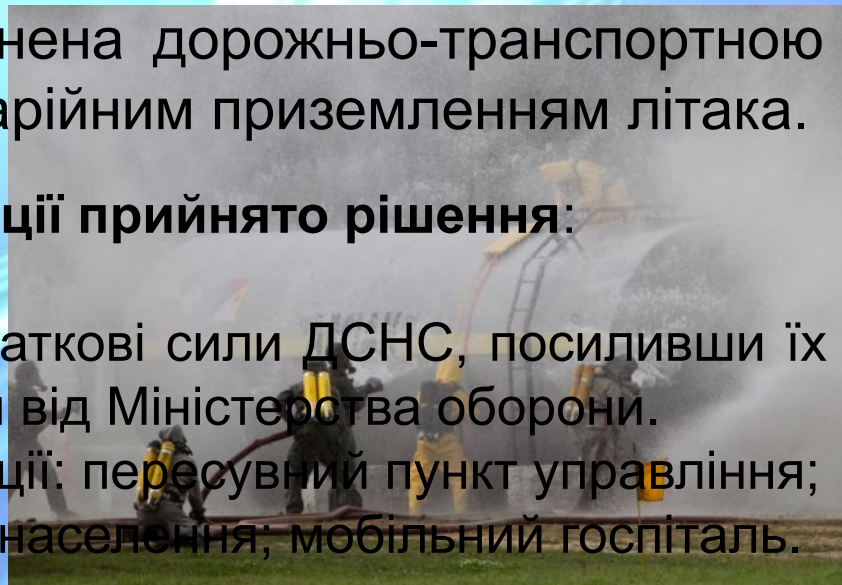 нена дорожньо-транспортною
арійним приземленням літака.
ції прийнято рішення:
аткові сили ДСНС, посиливши їх
від Міністерства оборони.
ції: пересувний пункт управління;
населення; мобільний госпіталь.